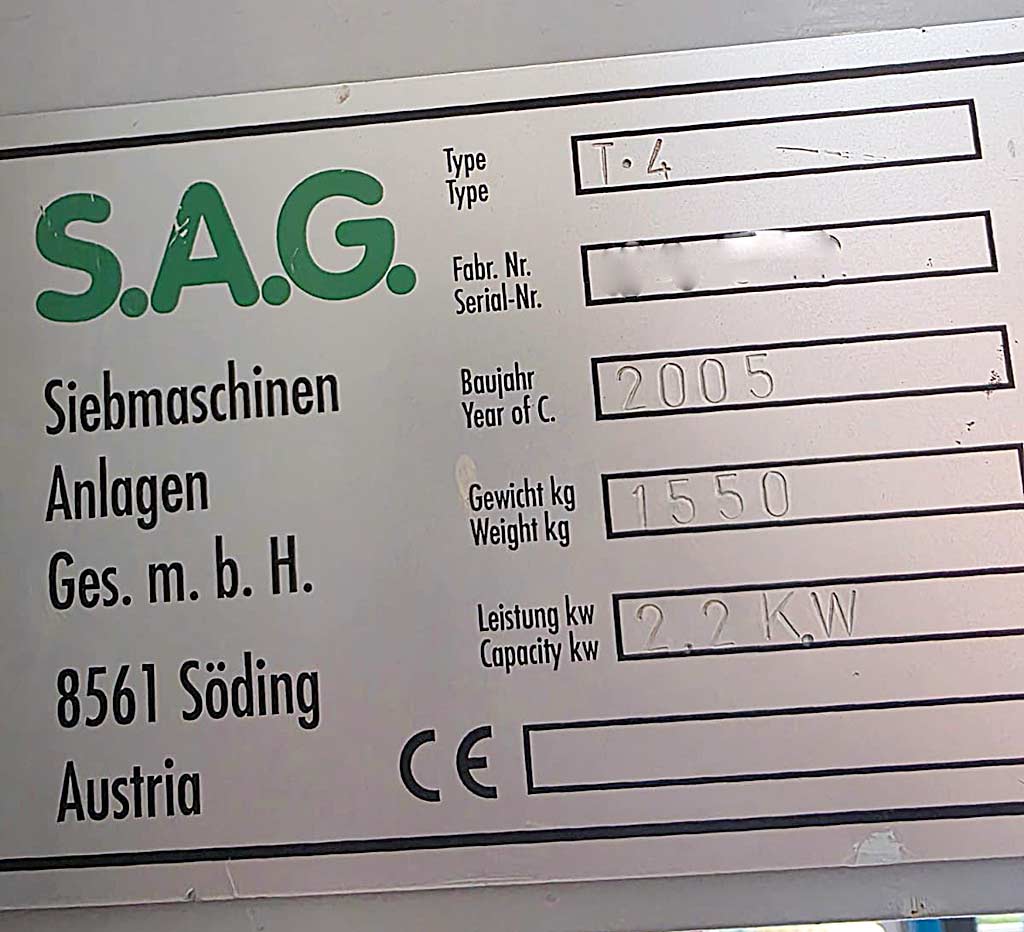 S.A.G.
Siebmaschinen
Anlagen
Ges. m. b. H.
8561 Söding
Austria
Type T.4
Type
Fabr. Nr.
Serial-Nr.
Baujahr 2005
Year of C.
Gewicht kg 1550
Weight kg
Leistung kw 2.2 K.W
Capacity kw
CE